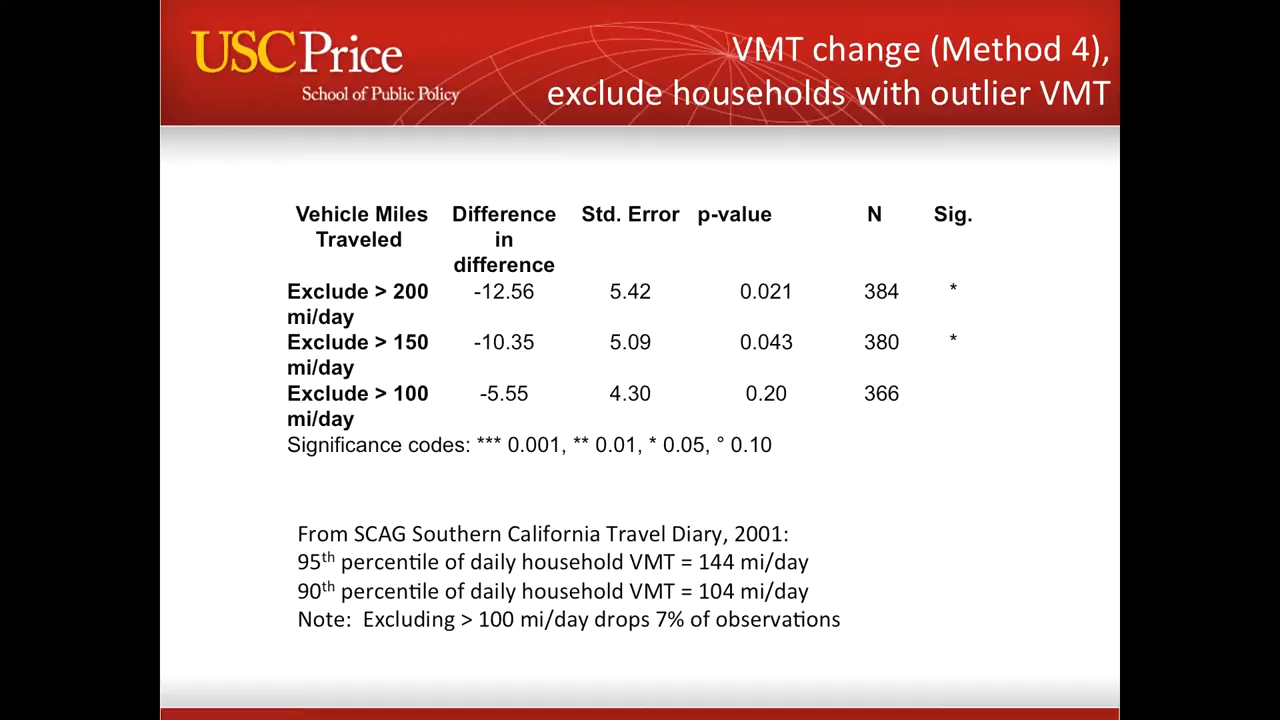 USCPrice
School of Public Policy
VMT change (Method 4),
exclude households with outlier VMT
Vehicle Miles Traveled Difference in difference Std. Error p-value N Sig.
Exclude > 200 mi/day -12.56 5.42 0.021 384 *
Exclude > 150 mi/day -10.35 5.09 0.043 380 *
Exclude > 100 mi/day -5.55 4.30 0.20 366
Significance codes: *** 0.001, ** 0.01, * 0.05, ° 0.10
From SCAG Southern California Travel Diary, 2001:
95th percentile of daily household VMT = 144 mi/day
90th percentile of daily household VMT = 104 mi/day
Note: Excluding > 100 mi/day drops 7% of observations